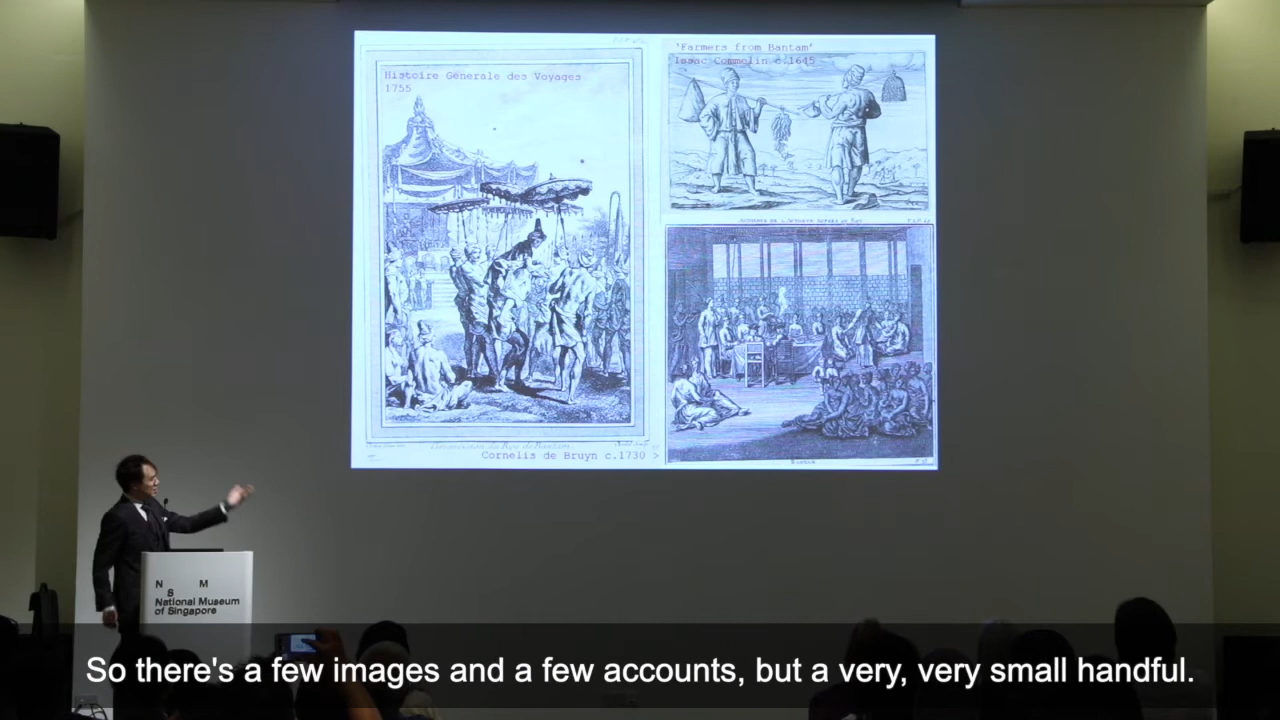 Histoire Génerale des Voyages
1755
'Farmers from Bantam'
Isaac Commelin c.1645
Cornelis de Bruyn c.1730 >
N M
S
National Museum
of Singapore
So there's a few images and a few accounts, but a very, very small handful.